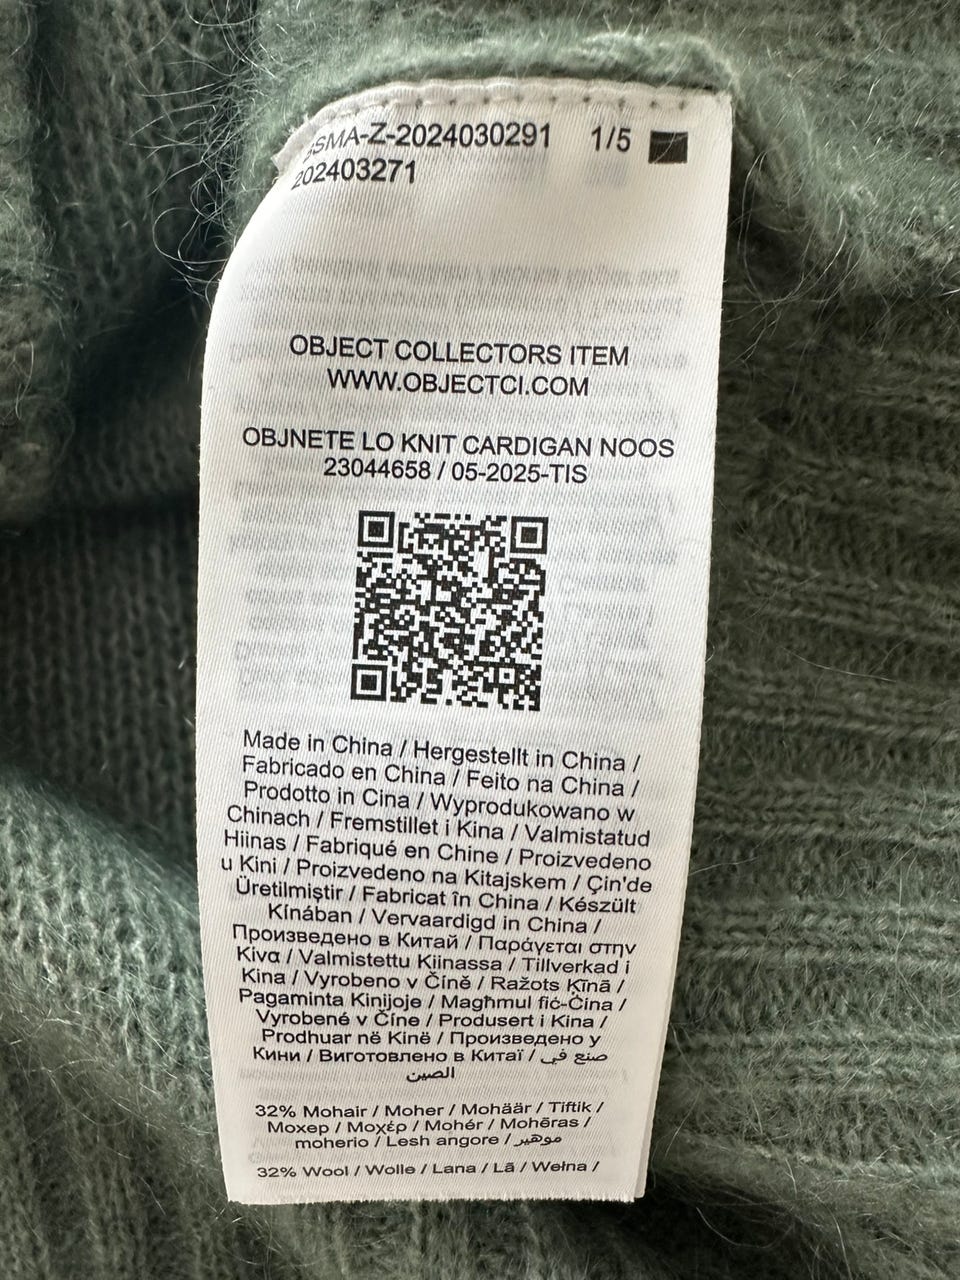 SMA-Z-2024030291 1/5
202403271
OBJECT COLLECTORS ITEM
WWW.OBJECTCI.COM
OBJNETE LO KNIT CARDIGAN NOOS
23044658 / 05-2025-TIS
Made in China / Hergestellt in China /
Fabricado en China / Feito na China /
Prodotto in Cina / Wyprodukowano w
Chinach / Fremstillet i Kina / Valmistatud
Hiinas / Fabriqué en Chine / Proizvedeno
u Kini / Proizvedeno na Kitajskem / Çin'de
Üretilmiştir / Fabricat în China / Készült
Kínában / Vervaardigd in China /
Произведено в Китай / Παράγεται στην
Κίνα / Valmistettu Kiinassa / Tillverkad i
Kina / Vyrobeno v Číně / Ražots Ķīnā /
Pagaminta Kinijoje / Magħmul fiċ-Ċina /
Vyrobené v Číne / Produsert i Kina /
Prodhuar në Kinë / Произведено у
Кини / Виготовлено в Китаї / صنع في
الصين
32% Mohair / Moher / Mohäär / Tiftik /
Мохер / Μοχέρ / Mohér / Mohēras /
moherio / Lesh angore / موهير
32% Wool / Wolle / Lana / Lã / Wełna /